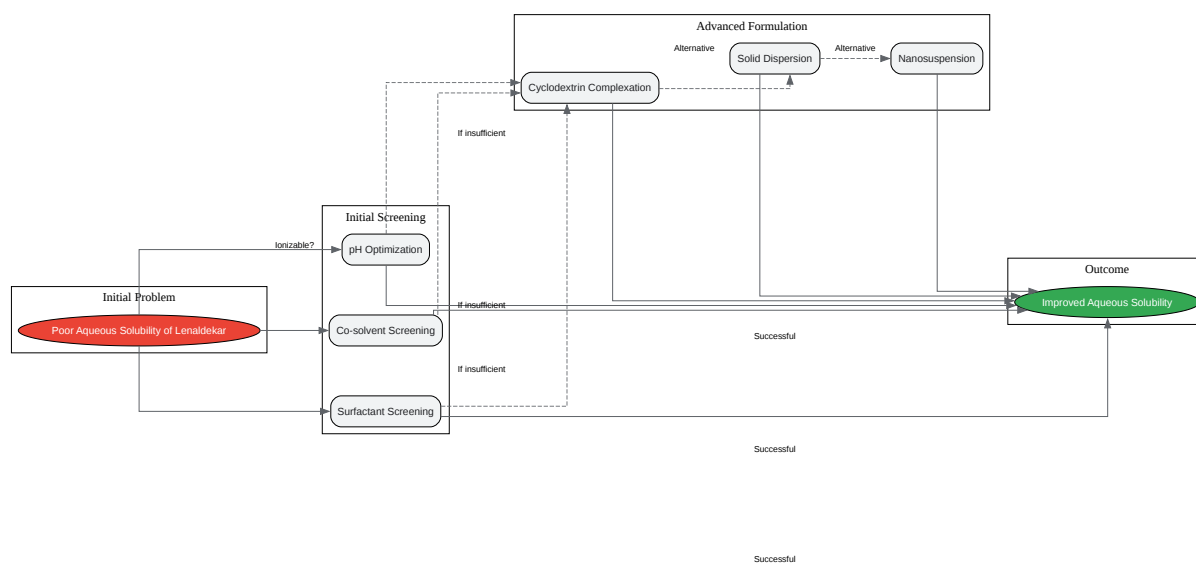 Advanced Formulation
Alternative
Solid Dispersion
Alternative
Nanosuspension
Cyclodextrin Complexation
If insufficient
Initial Screening
Ionizable?
pH Optimization
Outcome
Initial Problem
If insufficient
Improved Aqueous Solubility
Poor Aqueous Solubility of Lenaldekar
Co-solvent Screening
Successful
If insufficient
Surfactant Screening
Successful
Successful